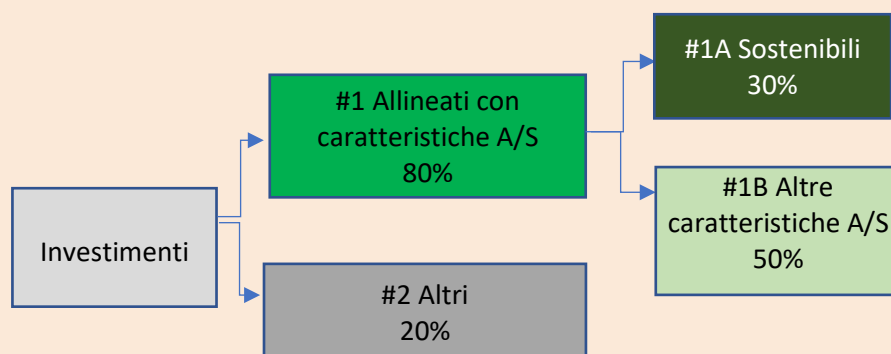 #1A Sostenibili
30%
#1 Allineati con
caratteristiche A/S
80%
#1B Altre
caratteristiche A/S
50%
Investimenti
#2 Altri
20%